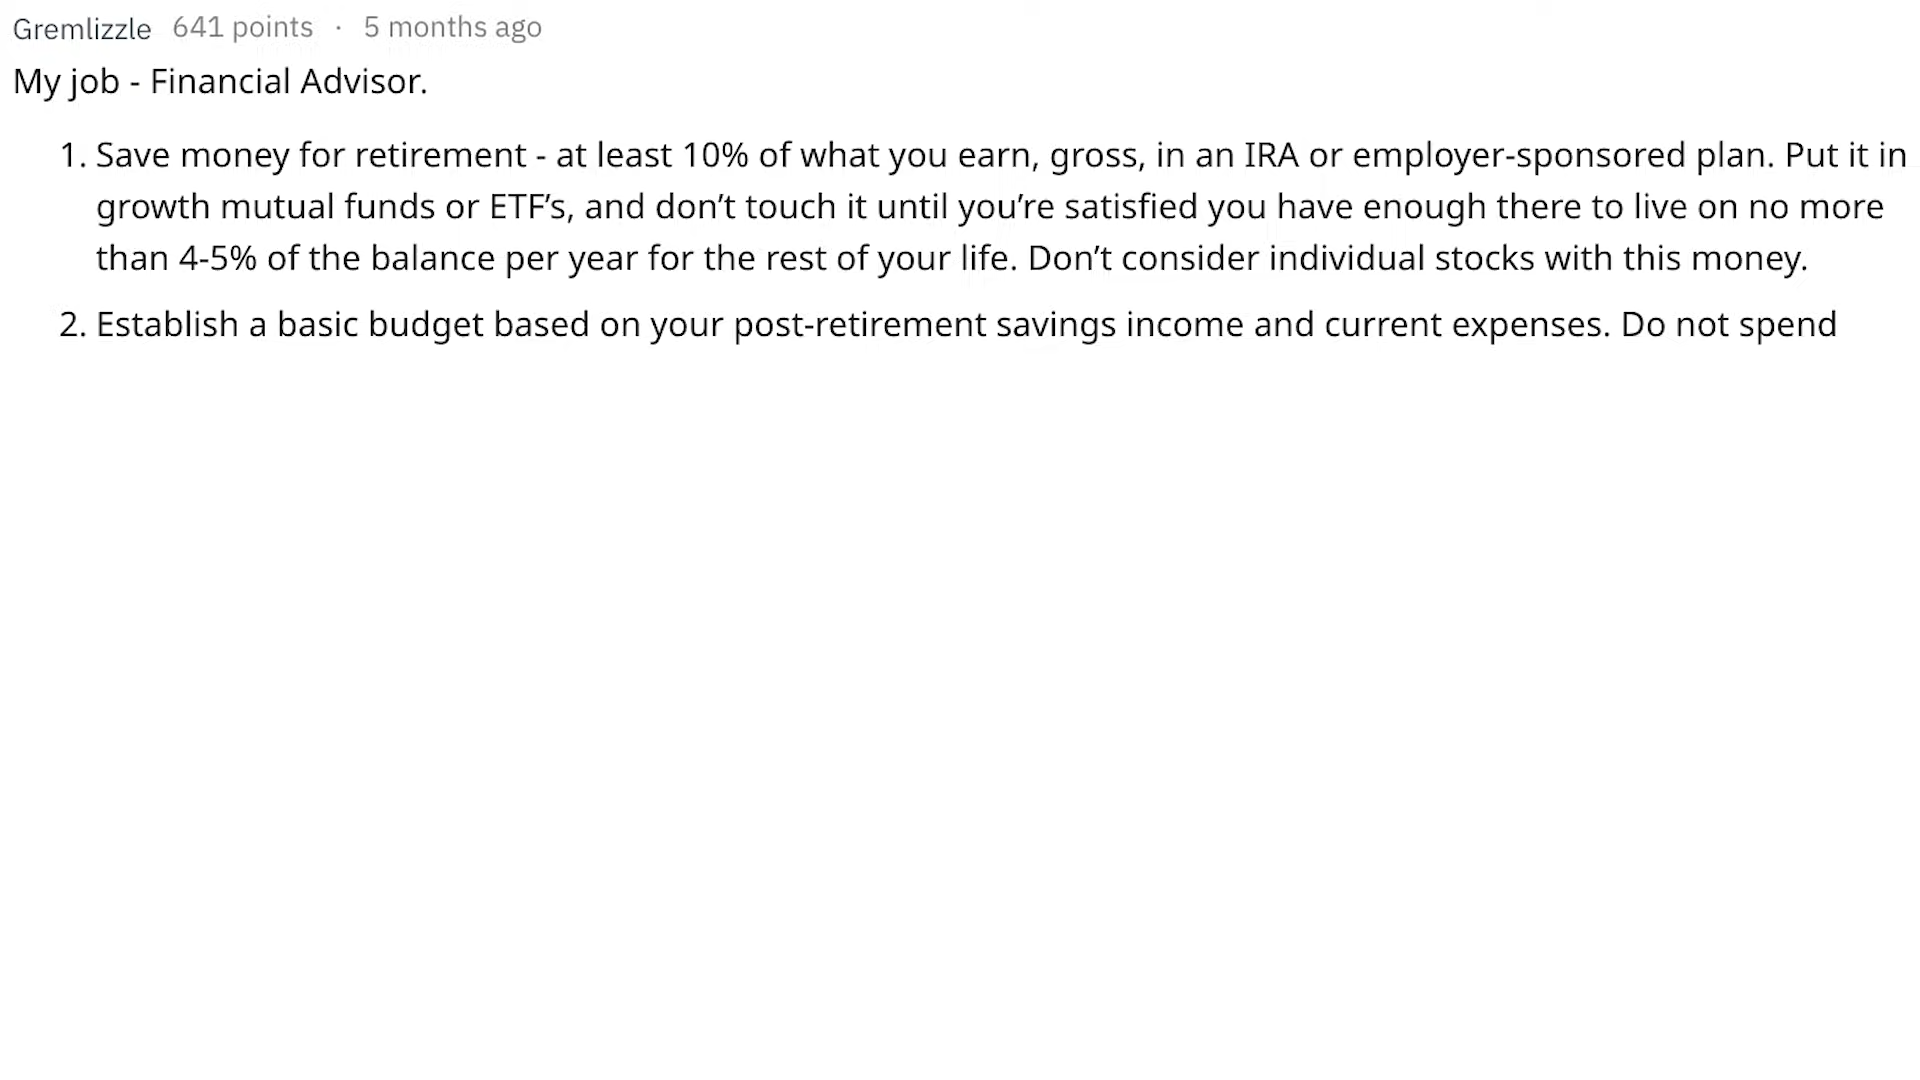 Gremlizzle 641 points · 5 months ago
My job - Financial Advisor.
1. Save money for retirement - at least 10% of what you earn, gross, in an IRA or employer-sponsored plan. Put it in
growth mutual funds or ETF’s, and don’t touch it until you’re satisfied you have enough there to live on no more
than 4-5% of the balance per year for the rest of your life. Don’t consider individual stocks with this money.
2. Establish a basic budget based on your post-retirement savings income and current expenses. Do not spend